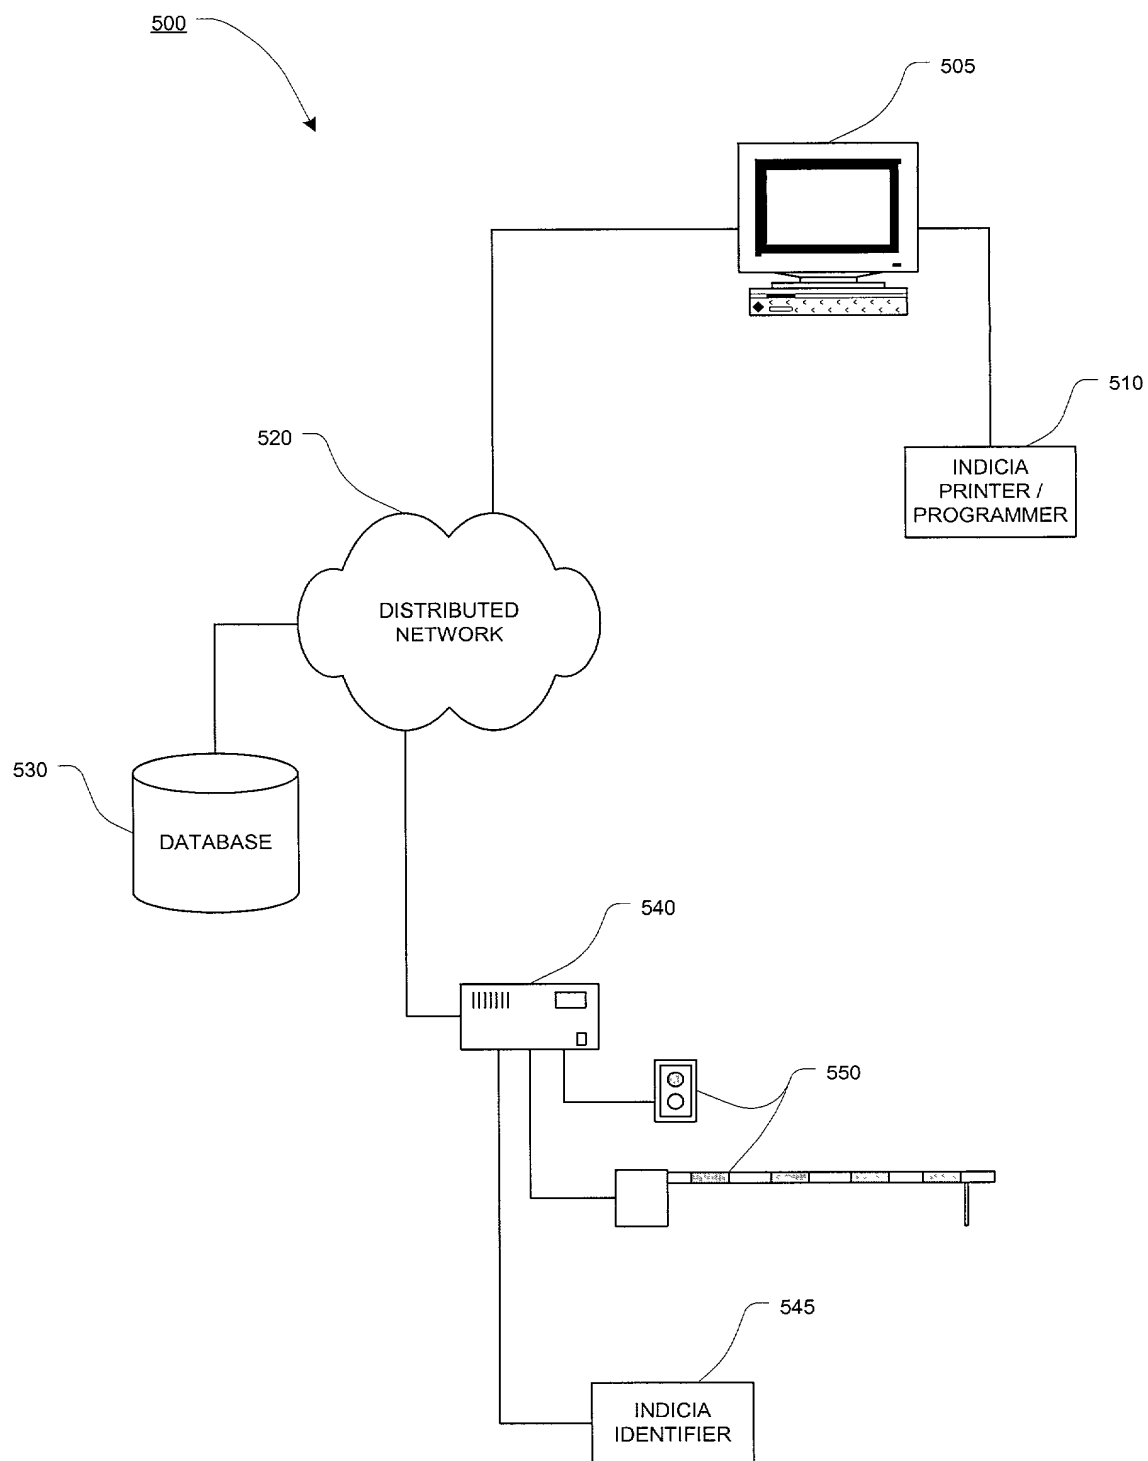 500
505
510
INDICIA
PRINTER /
PROGRAMMER
520
DISTRIBUTED
NETWORK
530
DATABASE
540
550
545
INDICIA
IDENTIFIER